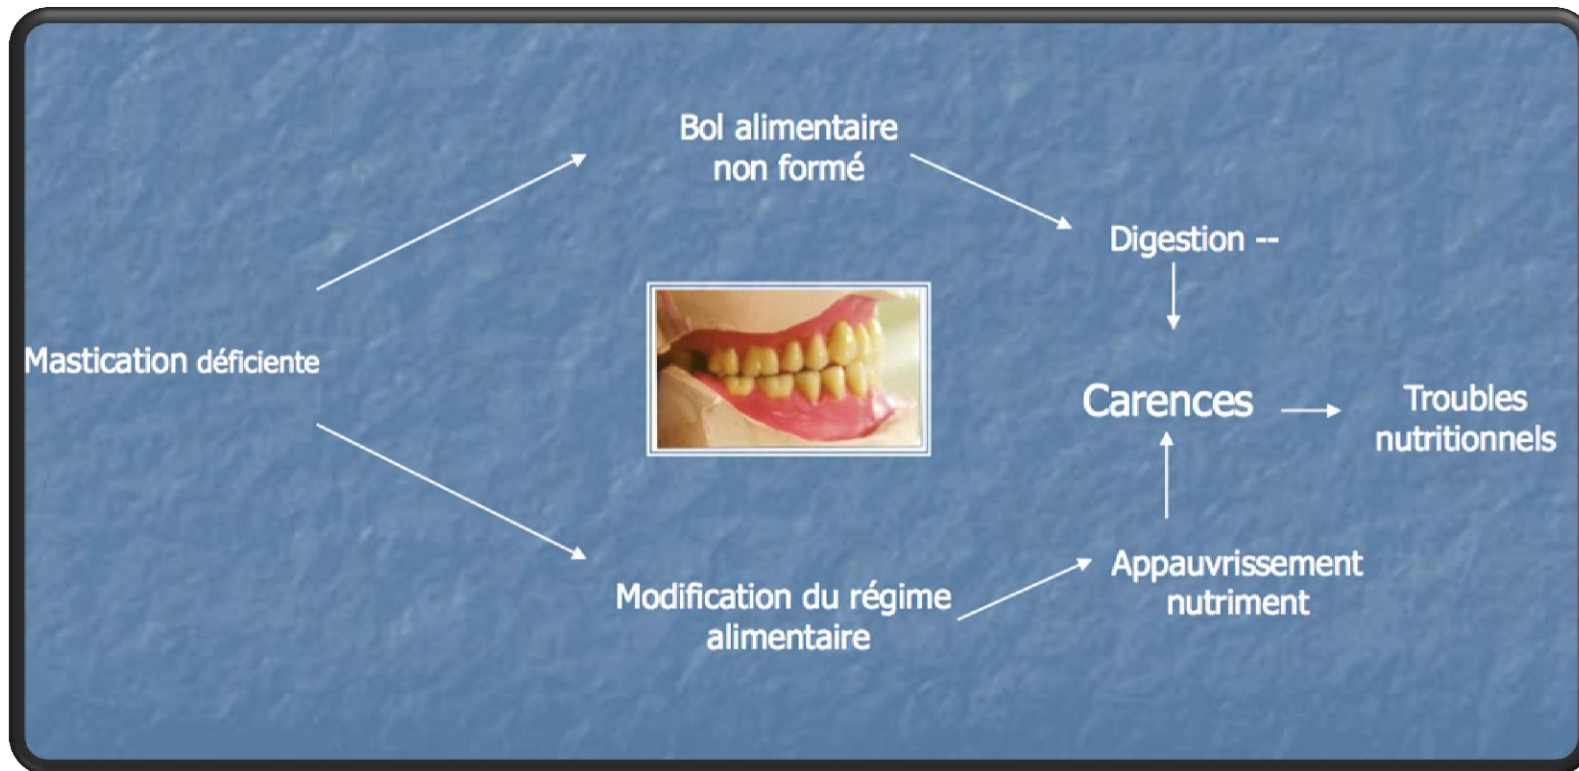 Bol alimentaire
non formé
Digestion --
Mastication déficiente
Carences
Troubles
nutritionnels
Modification du régime
alimentaire
Appauvrissement
nutriment